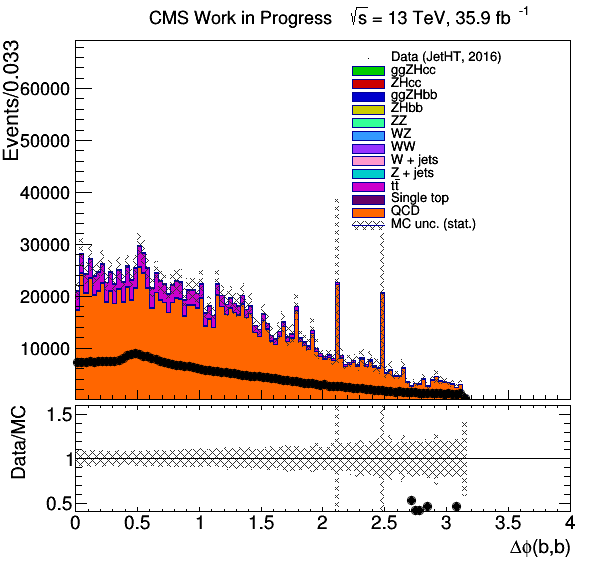 CMS Work in Progress √s = 13 TeV, 35.9 fb⁻¹
Events/0.033
60000
50000
40000
30000
20000
10000
Data (JetHT, 2016)
ggZHcc
ZHcc
ggZHbb
ZHbb
ZZ
WZ
WW
W + jets
Z + jets
tt̄
Single top
QCD
MC unc. (stat.)
Data/MC
1.5
1
0.5
0 0.5 1 1.5 2 2.5 3 3.5 4
Δϕ(b,b)